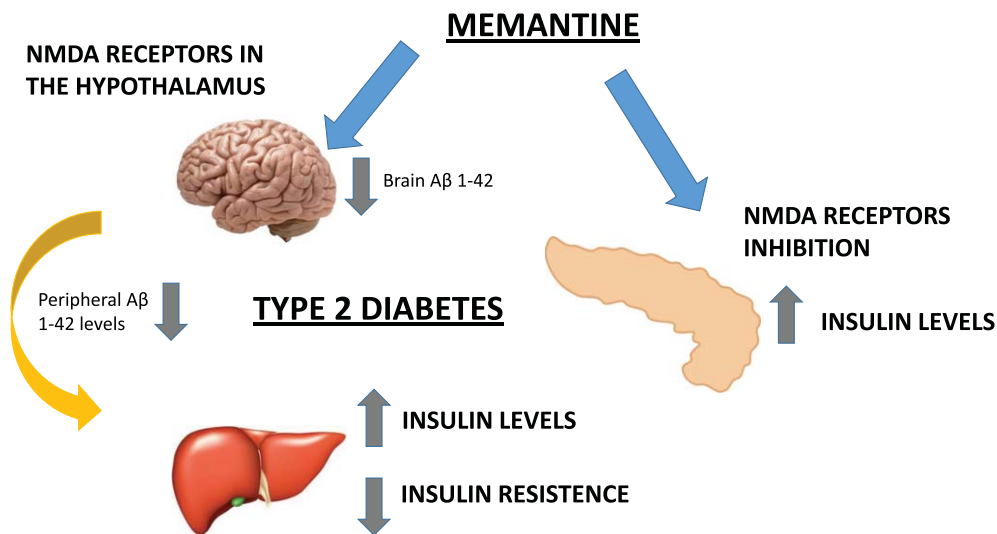 MEMANTINE
NMDA RECEPTORS IN
THE HYPOTHALAMUS
Brain Aβ 1-42
NMDA RECEPTORS
INHIBITION
Peripheral Aβ
1-42 levels
TYPE 2 DIABETES
INSULIN LEVELS
INSULIN LEVELS
INSULIN RESISTENCE